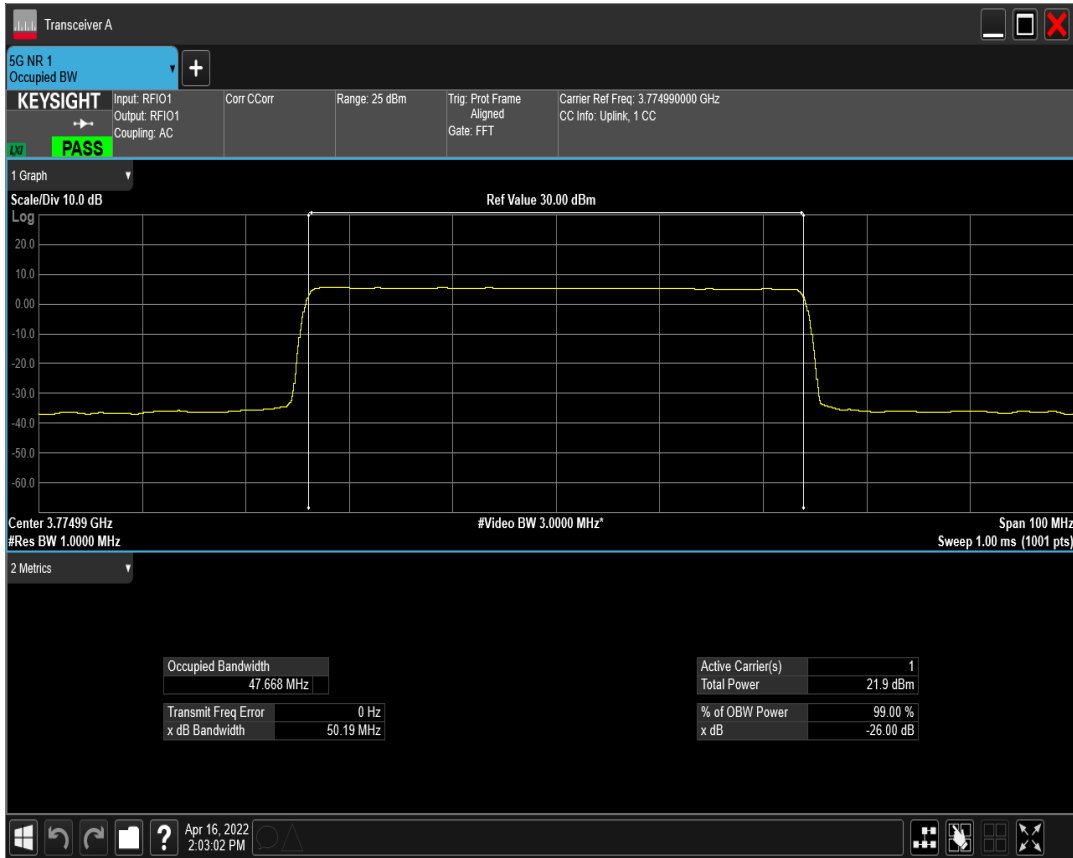 Transceiver A
5G NR 1
Occupied BW
KEYSIGHT
LXI
PASS
Input: RFIO1
Output: RFIO1
Coupling: AC
Corr CCorr
Range: 25 dBm
Trig: Prot Frame
Aligned
Gate: FFT
Carrier Ref Freq: 3.774990000 GHz
CC Info: Uplink, 1 CC
1 Graph
Scale/Div 10.0 dB
Ref Value 30.00 dBm
Log
20.0
10.0
0.00
-10.0
-20.0
-30.0
-40.0
-50.0
-60.0
Center 3.77499 GHz
#Video BW 3.0000 MHz*
Span 100 MHz
#Res BW 1.0000 MHz
Sweep 1.00 ms (1001 pts)
2 Metrics
Occupied Bandwidth
47.668 MHz
Transmit Freq Error 0 Hz
x dB Bandwidth 50.19 MHz
Active Carrier(s) 1
Total Power 21.9 dBm
% of OBW Power 99.00 %
x dB -26.00 dB
?
Apr 16, 2022
2:03:02 PM